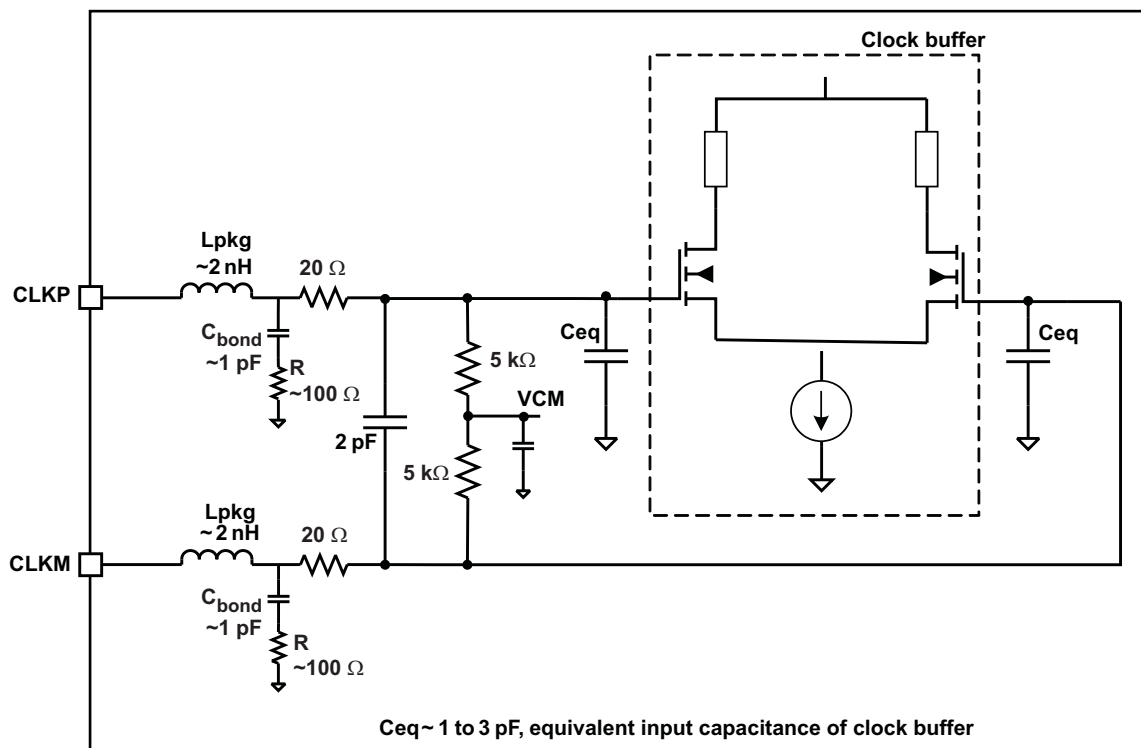 Clock buffer
Lpkg
~2 nH
20 Ω
CLKP
C_bond
~1 pF
R
~100 Ω
5 kΩ
Ceq
Ceq
VCM
2 pF
5 kΩ
Lpkg
~2 nH
20 Ω
CLKM
C_bond
~1 pF
R
~100 Ω
Ceq~ 1 to 3 pF, equivalent input capacitance of clock buffer